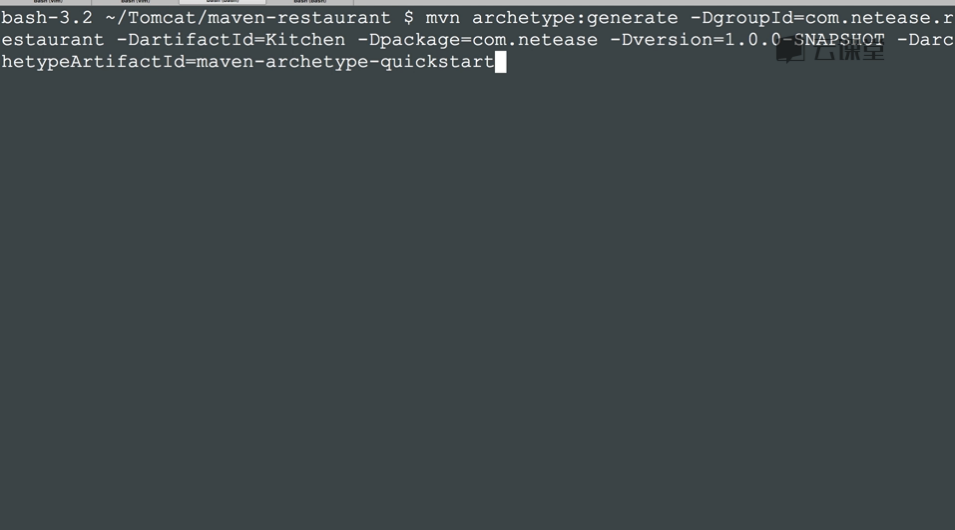 bash-3.2 ~/Tomcat/maven-restaurant $ mvn archetype:generate -DgroupId=com.netease.r
estaurant -DartifactId=Kitchen -Dpackage=com.netease -Dversion=1.0.0-SNAPSHOT -Darc
hetypeArtifactId=maven-archetype-quickstart
云课堂